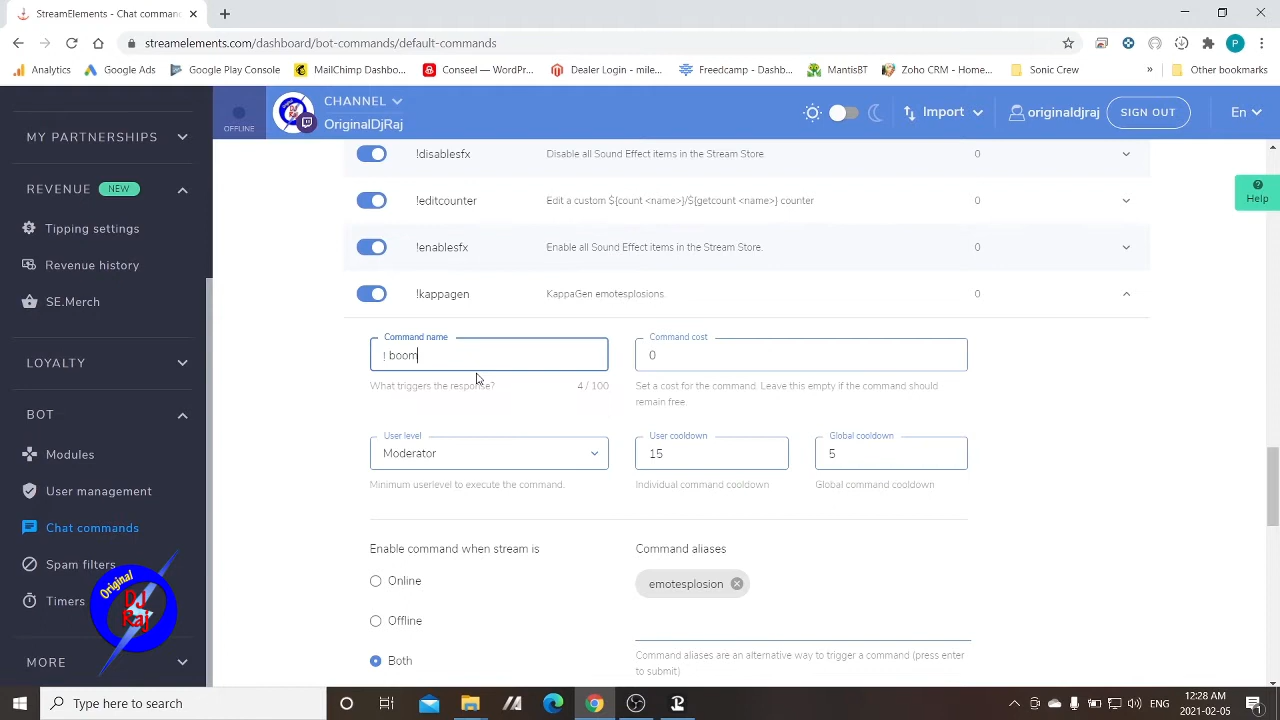 StreamElements - Chat comman
streamelements.com/dashboard/bot-commands/default-commands
P
Analytics
Google Ads
Google Play Console
MailChimp Dashbo...
Conseel — WordPr...
Dealer Login - mile...
Freedcamp - Dashb...
MantisBT
Zoho CRM - Home...
Sonic Crew
»
Other bookmarks
OFFLINE
CHANNEL
OriginalDjRaj
Import
originaldjraj
SIGN OUT
En
MY PARTNERSHIPS
REVENUE NEW
Tipping settings
Revenue history
SE.Merch
LOYALTY
BOT
Modules
User management
Chat commands
Spam filters
Timers
MORE
Original
DJ
Raj
Help
!disablesfx Disable all Sound Effect items in the Stream Store. 0
!editcounter Edit a custom ${count <name>}/${getcount <name>} counter 0
!enablesfx Enable all Sound Effect items in the Stream Store. 0
!kappagen KappaGen emotesplosions. 0
Command name
! boom
What triggers the response? 4 / 100
Command cost
0
Set a cost for the command. Leave this empty if the command should
remain free.
User level
Moderator
Minimum userlevel to execute the command.
User cooldown
15
Individual command cooldown
Global cooldown
5
Global command cooldown
Enable command when stream is
Online
Offline
Both
Command aliases
emotesplosion
Command aliases are an alternative way to trigger a command (press enter
to submit)
Type here to search
12:28 AM
2021-02-05